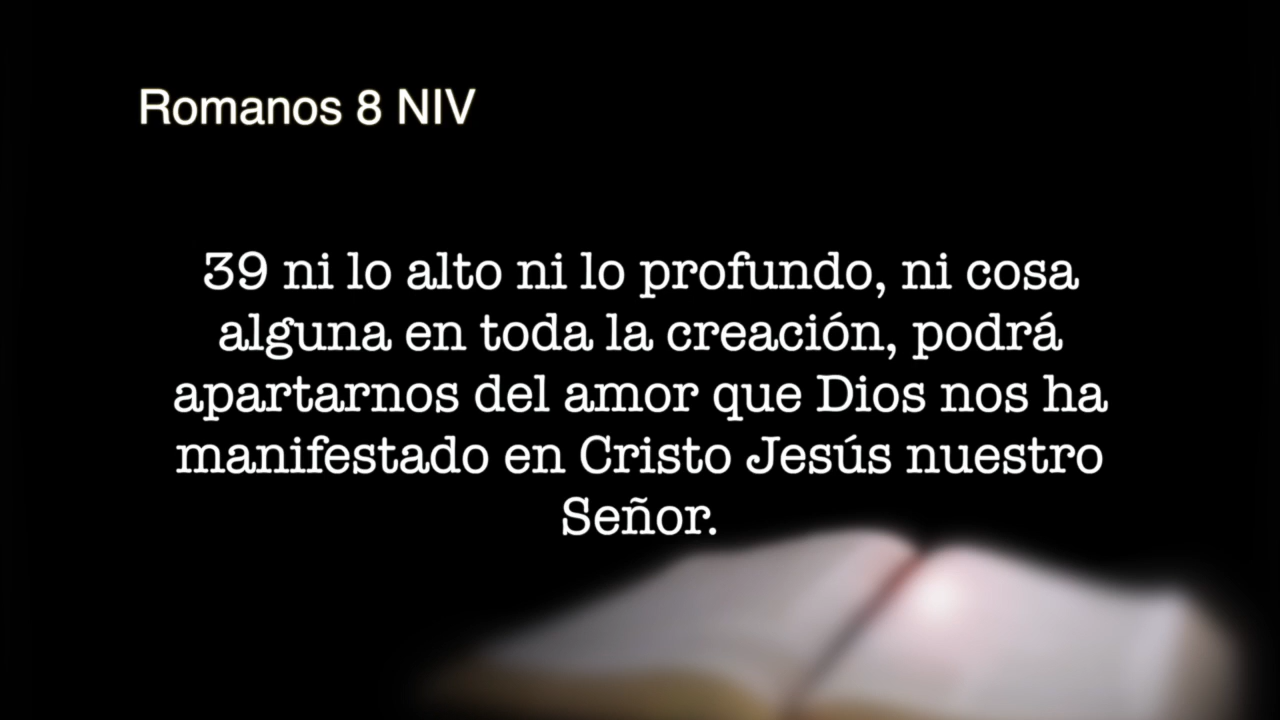 Romanos 8 NIV
39 ni lo alto ni lo profundo, ni cosa
alguna en toda la creación, podrá
apartarnos del amor que Dios nos ha
manifestado en Cristo Jesús nuestro
Señor.